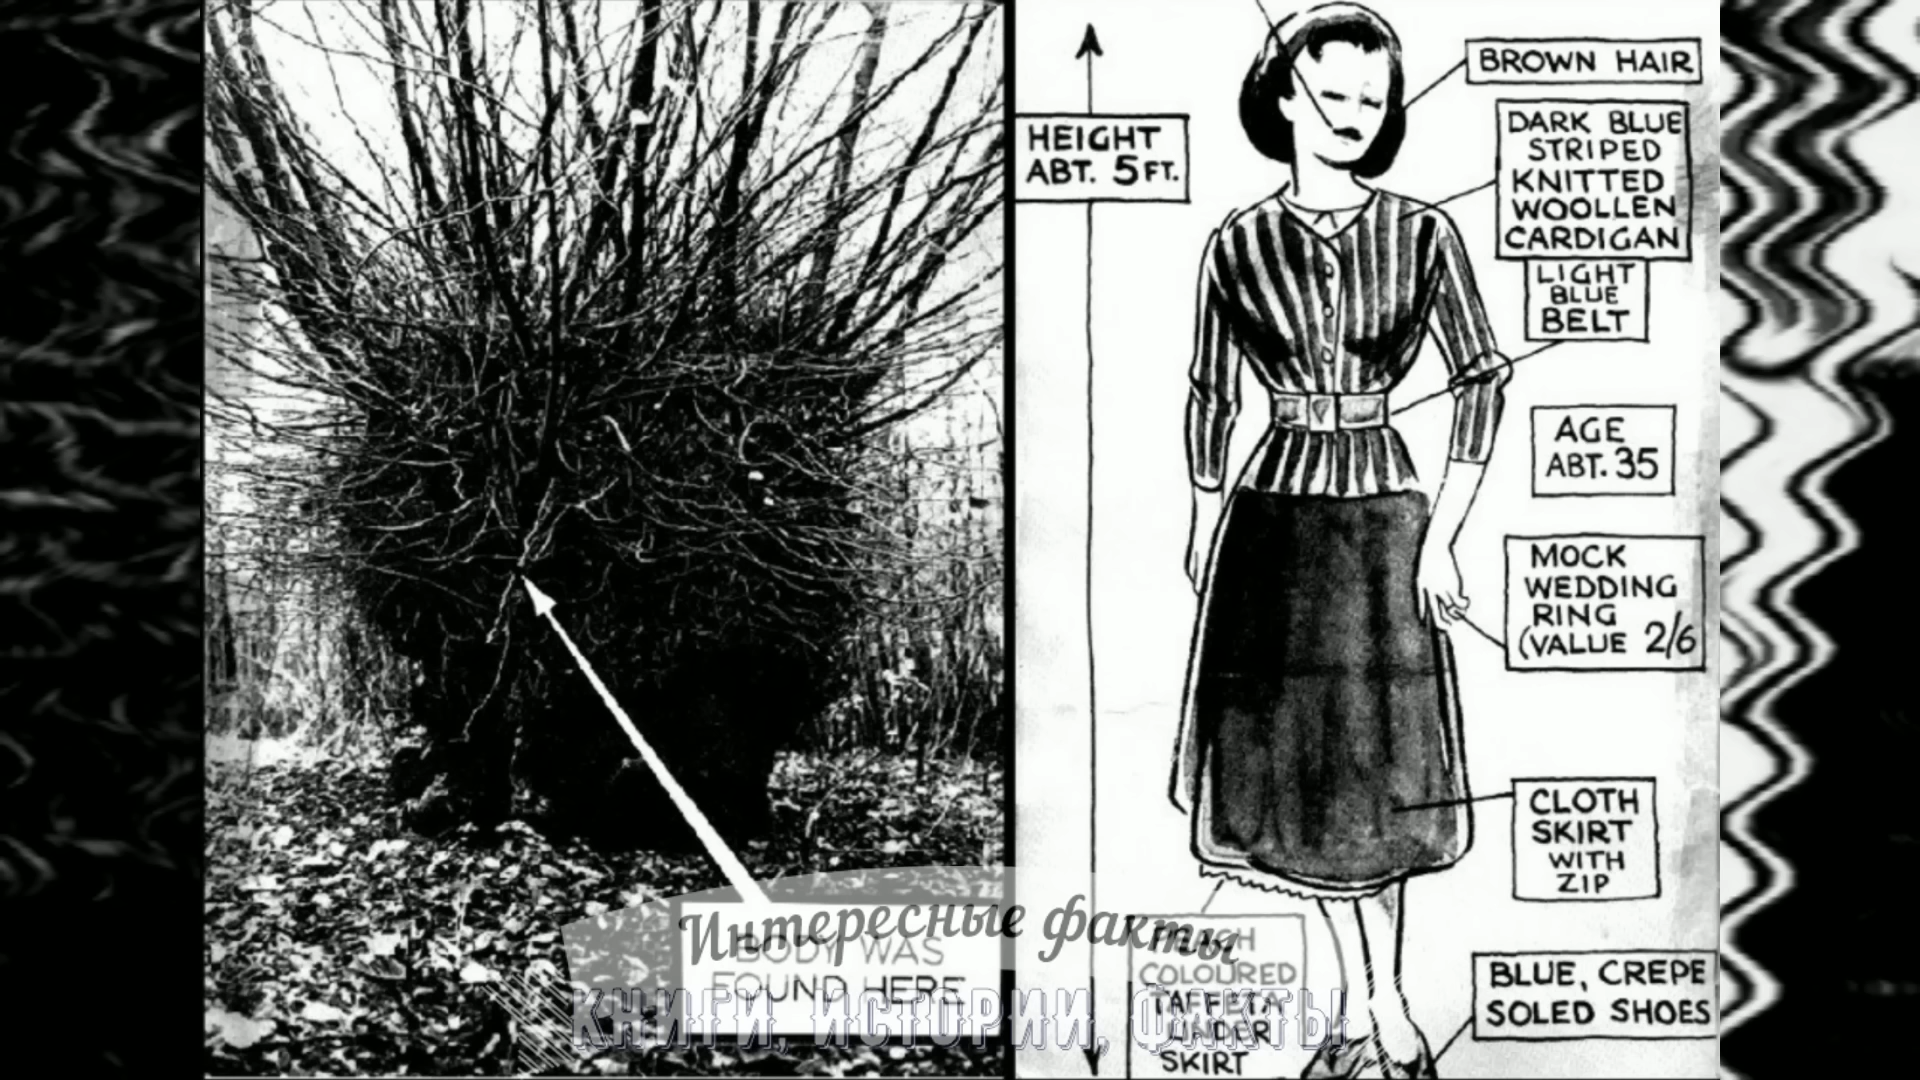 BODY WAS
FOUND HERE
HEIGHT
ABT. 5FT.
BROWN HAIR
DARK BLUE
STRIPED
KNITTED
WOOLLEN
CARDIGAN
LIGHT
BLUE
BELT
AGE
ABT. 35
MOCK
WEDDING
RING
(VALUE 2/6
CLOTH
SKIRT
WITH
ZIP
COLOURED
TAFFETA
UNDER
SKIRT
BLUE, CREPE
SOLED SHOES
Интересные факты
КНИГИ, ИСТОРИИ, ФАКТЫ!